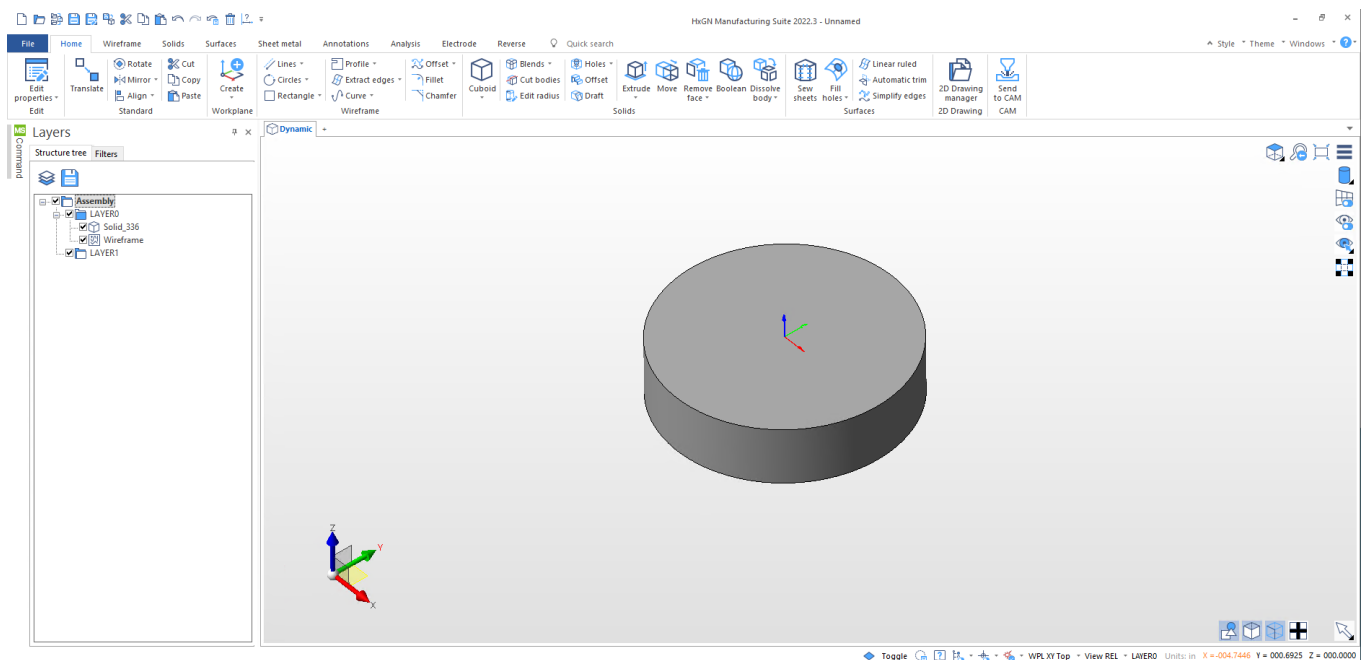 HxGN Manufacturing Suite 2022.3 - Unnamed
File Home Wireframe Solids Surfaces Sheet metal Annotations Analysis Electrode Reverse Quick search Style Theme Windows ?
Edit properties Translate Rotate Mirror Align Cut Copy Paste Create Lines Circles Rectangle Profile Extract edges Curve Offset Fillet Chamfer Cuboid Blends Cut bodies Edit radius Holes Offset Draft Extrude Move Remove face Boolean Dissolve body Sew sheets Fill holes Linear ruled Automatic trim Simplify edges 2D Drawing manager Send to CAM
Edit Standard Workplane Wireframe Solids Surfaces 2D Drawing CAM
MS Command
Layers
Structure tree Filters
Assembly
LAYER0
Solid_336
Wireframe
LAYER1
Dynamic +
Z
Y
X
Toggle WPL XY Top View REL LAYER0 Units: in X = -004.7446 Y = 000.6925 Z = 000.0000